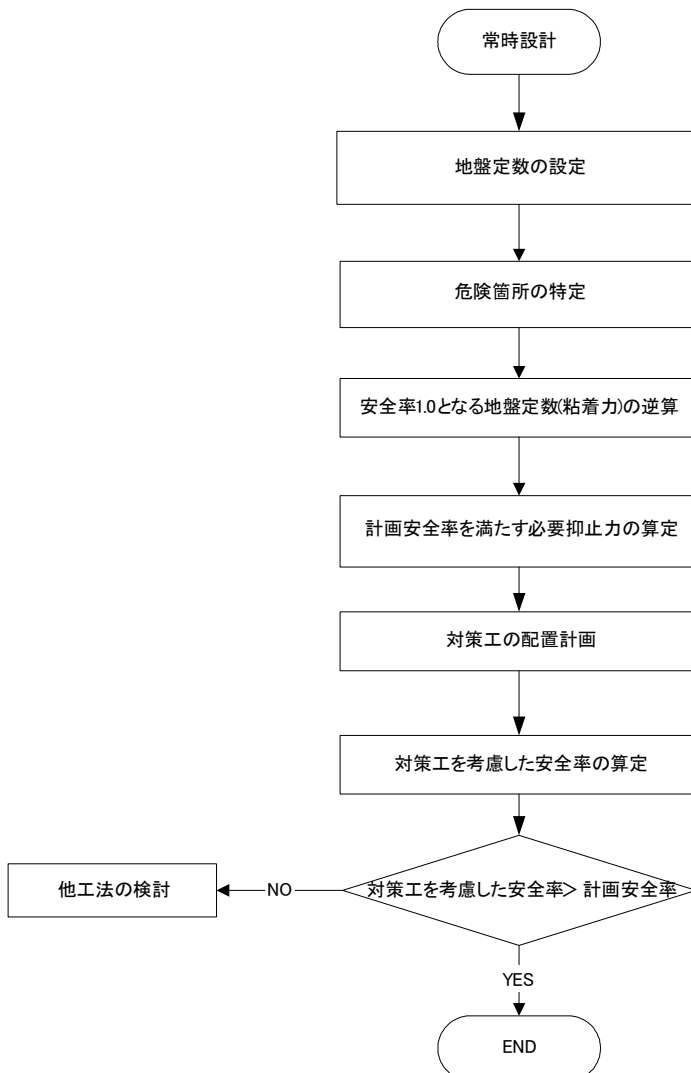 常時設計
地盤定数の設定
危険箇所の特定
安全率1.0となる地盤定数(粘着力)の逆算
計画安全率を満たす必要抑止力の算定
対策工の配置計画
対策工を考慮した安全率の算定
対策工を考慮した安全率> 計画安全率
NO
他工法の検討
YES
END